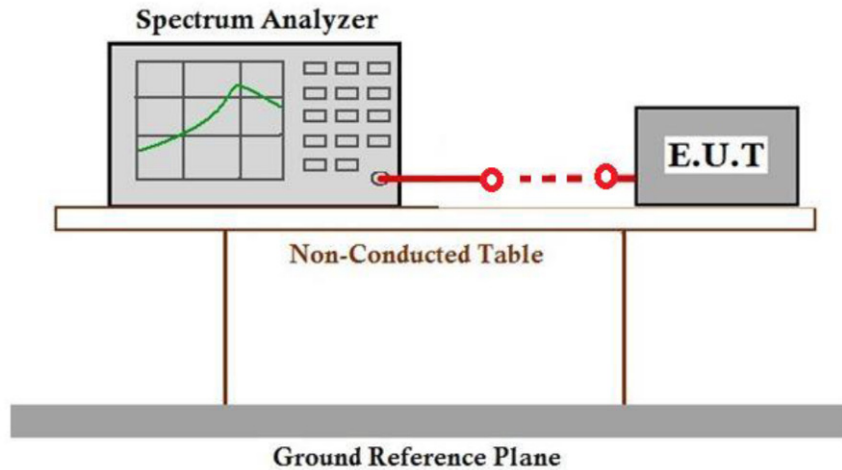 Spectrum Analyzer
E.U.T
Non-Conducted Table
Ground Reference Plane